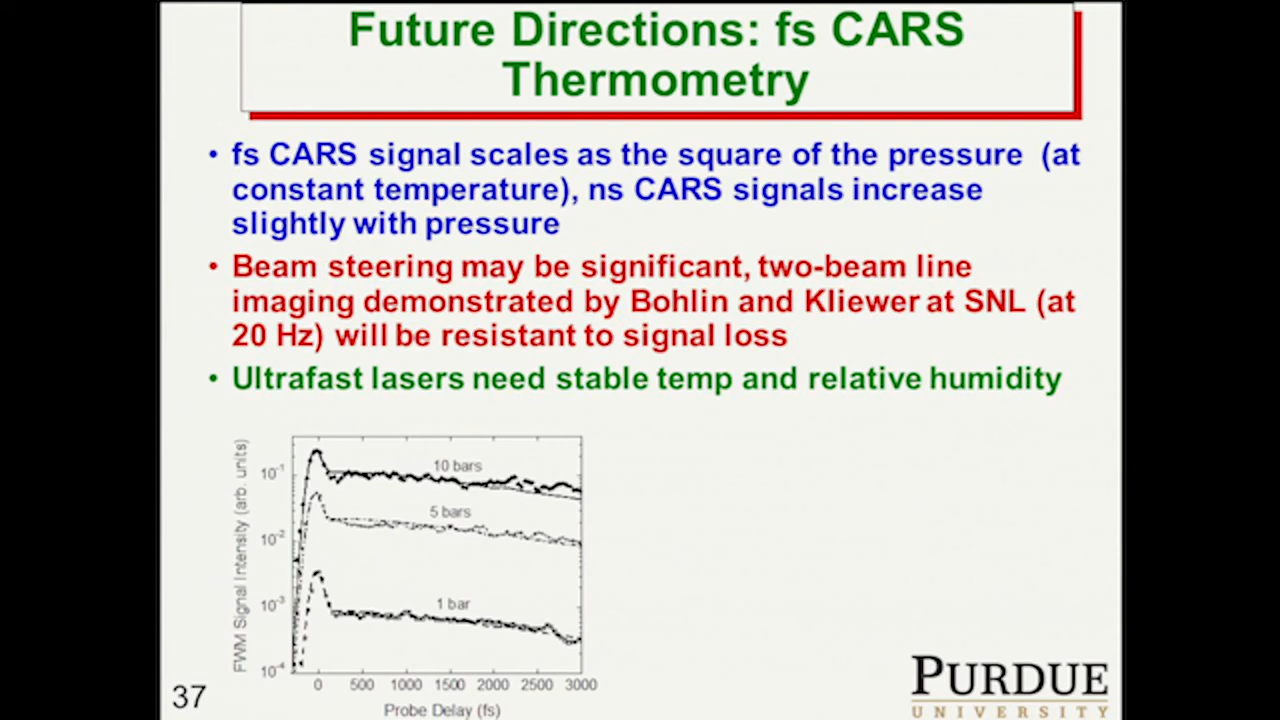 Future Directions: fs CARS
Thermometry
• fs CARS signal scales as the square of the pressure (at
constant temperature), ns CARS signals increase
slightly with pressure
• Beam steering may be significant, two-beam line
imaging demonstrated by Bohlin and Kliewer at SNL (at
20 Hz) will be resistant to signal loss
• Ultrafast lasers need stable temp and relative humidity
FWM Signal Intensity (arb. units)
10⁻¹
10⁻²
10⁻³
10⁻⁴
10 bars
5 bars
1 bar
0 500 1000 1500 2000 2500 3000
Probe Delay (fs)
37
PURDUE
UNIVERSITY